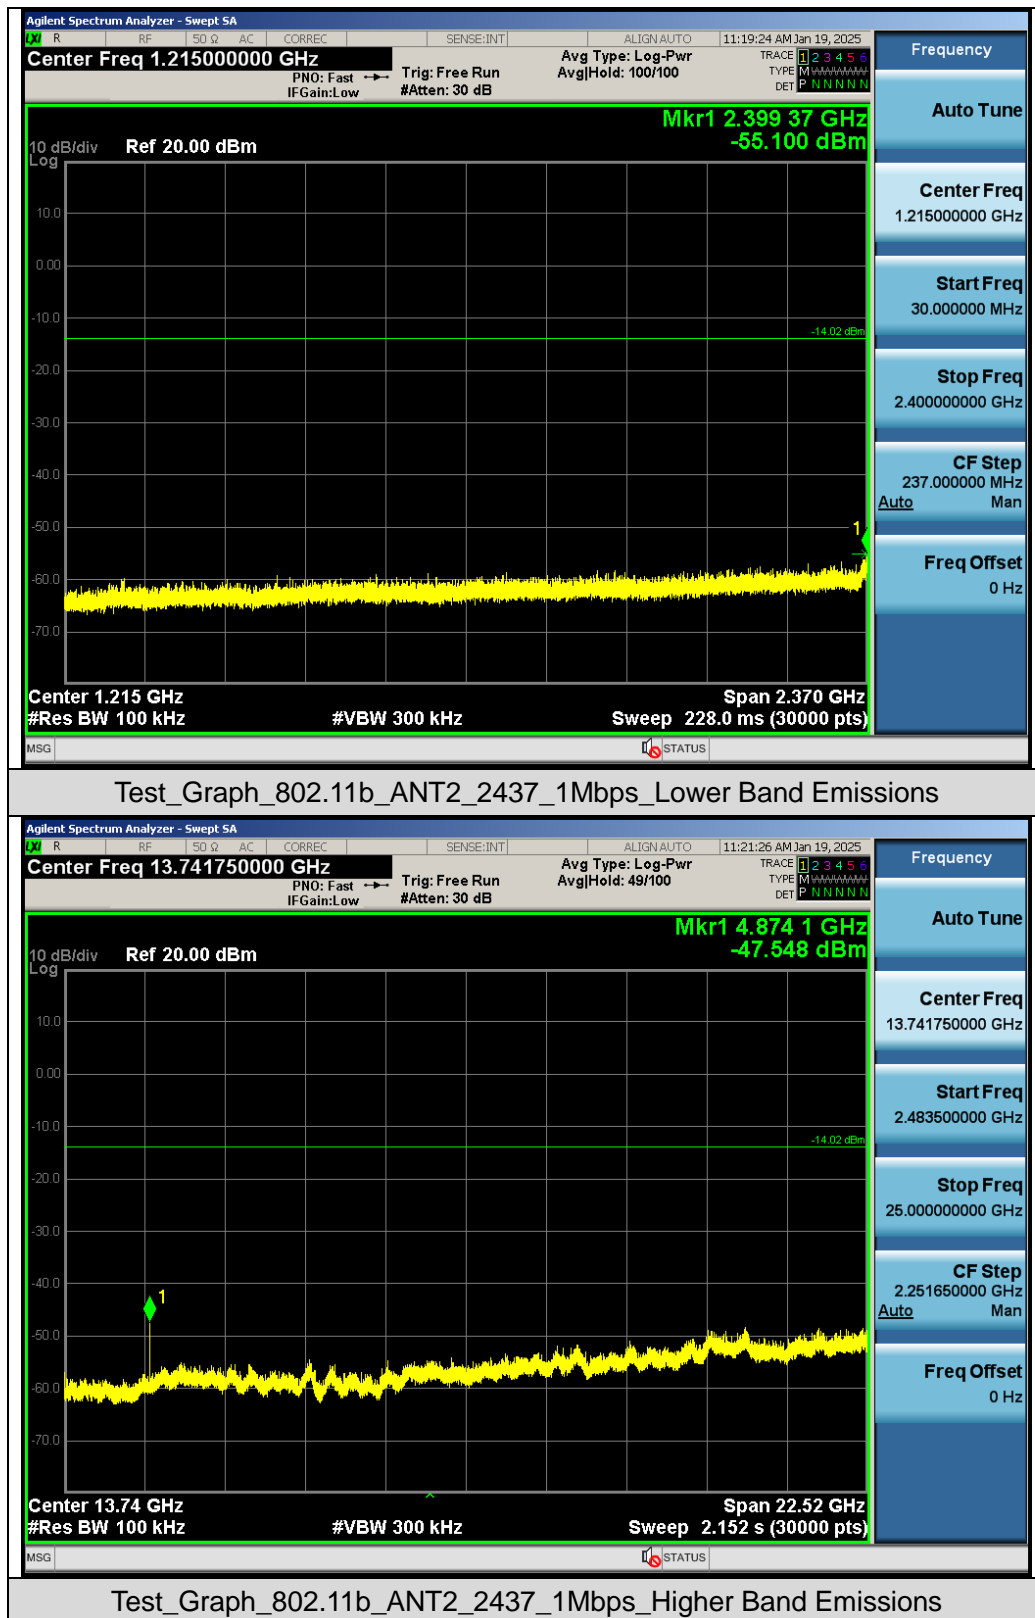 Agilent Spectrum Analyzer - Swept SA
LXI R RF 50 Ω AC CORREC SENSE:INT ALIGN AUTO 11:19:24 AM Jan 19, 2025
Center Freq 1.215000000 GHz Avg Type: Log-Pwr TRACE 1 2 3 4 5 6
PNO: Fast Trig: Free Run Avg|Hold: 100/100 TYPE M WWWWW
IFGain:Low #Atten: 30 dB DET P N N N N N
Frequency
Mkr1 2.399 37 GHz
-55.100 dBm
10 dB/div Ref 20.00 dBm
Log
10.0
0.00
-10.0
-14.02 dBm
-20.0
-30.0
-40.0
-50.0
1
-60.0
-70.0
Center 1.215 GHz Span 2.370 GHz
#Res BW 100 kHz #VBW 300 kHz Sweep 228.0 ms (30000 pts)
MSG STATUS
Auto Tune
Center Freq
1.215000000 GHz
Start Freq
30.000000 MHz
Stop Freq
2.400000000 GHz
CF Step
237.000000 MHz
Auto Man
Freq Offset
0 Hz
Test_Graph_802.11b_ANT2_2437_1Mbps_Lower Band Emissions
Agilent Spectrum Analyzer - Swept SA
LXI R RF 50 Ω AC CORREC SENSE:INT ALIGN AUTO 11:21:26 AM Jan 19, 2025
Center Freq 13.741750000 GHz Avg Type: Log-Pwr TRACE 1 2 3 4 5 6
PNO: Fast Trig: Free Run Avg|Hold: 49/100 TYPE M WWWWW
IFGain:Low #Atten: 30 dB DET P N N N N N
Frequency
Mkr1 4.874 1 GHz
-47.548 dBm
10 dB/div Ref 20.00 dBm
Log
10.0
0.00
-10.0
-14.02 dBm
-20.0
-30.0
-40.0
1
-50.0
-60.0
-70.0
Center 13.74 GHz Span 22.52 GHz
#Res BW 100 kHz #VBW 300 kHz Sweep 2.152 s (30000 pts)
MSG STATUS
Auto Tune
Center Freq
13.741750000 GHz
Start Freq
2.483500000 GHz
Stop Freq
25.000000000 GHz
CF Step
2.251650000 GHz
Auto Man
Freq Offset
0 Hz
Test_Graph_802.11b_ANT2_2437_1Mbps_Higher Band Emissions